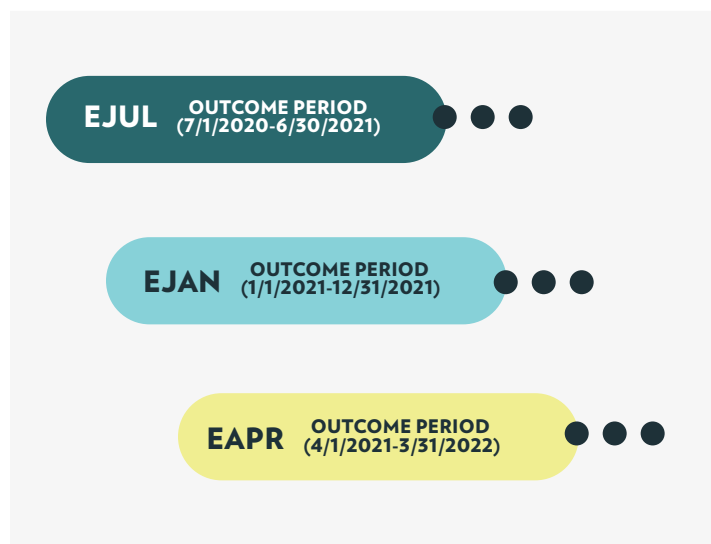 EJUL
OUTCOME PERIOD
(7/1/2020-6/30/2021)
EJAN
OUTCOME PERIOD
(1/1/2021-12/31/2021)
EAPR
OUTCOME PERIOD
(4/1/2021-3/31/2022)